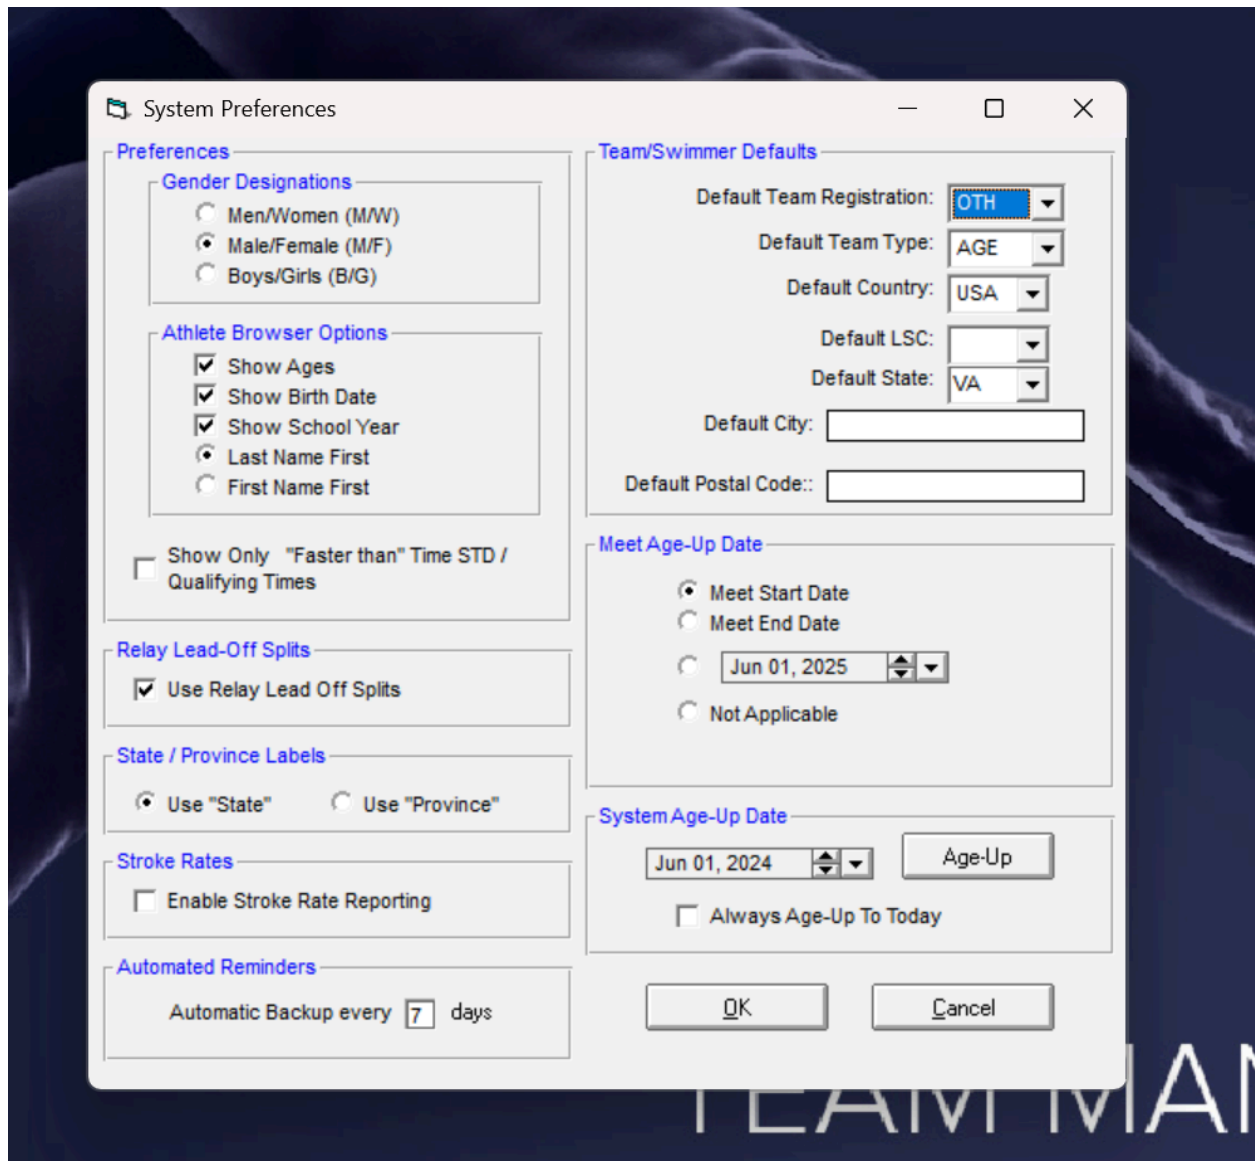 System Preferences
Preferences
Gender Designations
Men/Women (M/W)
Male/Female (M/F)
Boys/Girls (B/G)
Athlete Browser Options
Show Ages
Show Birth Date
Show School Year
Last Name First
First Name First
Show Only "Faster than" Time STD /
Qualifying Times
Relay Lead-Off Splits
Use Relay Lead Off Splits
State / Province Labels
Use "State" Use "Province"
Stroke Rates
Enable Stroke Rate Reporting
Automated Reminders
Automatic Backup every 7 days
Team/Swimmer Defaults
Default Team Registration: OTH
Default Team Type: AGE
Default Country: USA
Default LSC:
Default State: VA
Default City:
Default Postal Code::
Meet Age-Up Date
Meet Start Date
Meet End Date
Jun 01, 2025
Not Applicable
System Age-Up Date
Jun 01, 2024 Age-Up
Always Age-Up To Today
OK Cancel
TEAM MAN